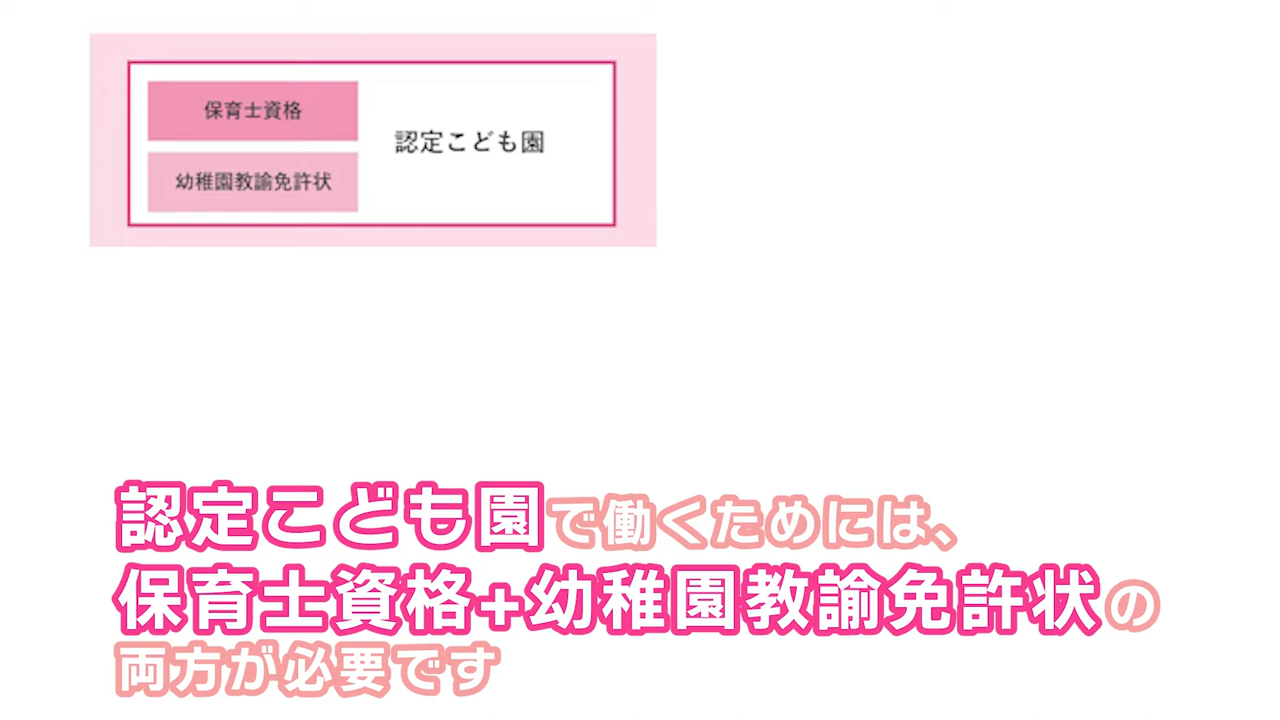 保育士資格
認定こども園
幼稚園教諭免許状
認定こども園で働くためには、
保育士資格+幼稚園教諭免許状の
両方が必要です